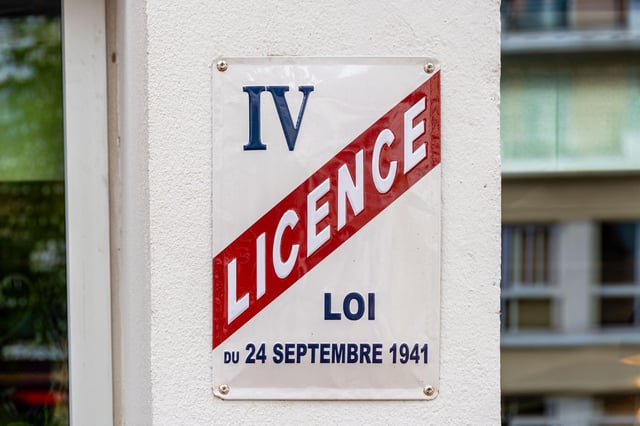 IV
LICENCE
LOI
DU 24 SEPTEMBRE 1941